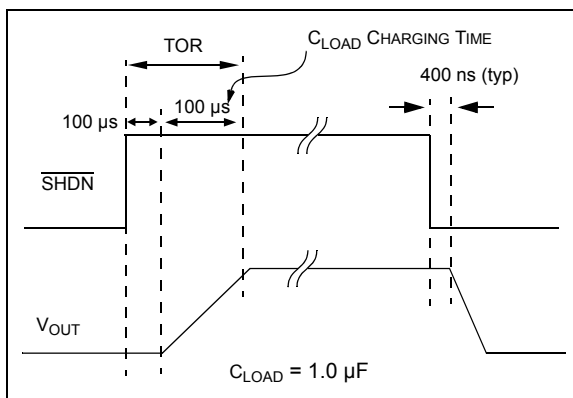 TOR
CLOAD CHARGING TIME
400 ns (typ)
100 µs
100 µs
SHDN
VOUT
CLOAD = 1.0 µF